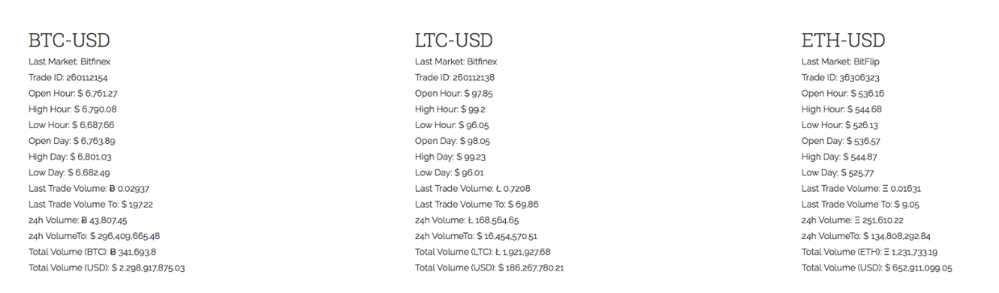 BTC-USD
Last Market: Bitfinex
Trade ID: 260112154
Open Hour: $ 6,761.27
High Hour: $ 6,790.08
Low Hour: $ 6,687.66
Open Day: $ 6,763.89
High Day: $ 6,801.03
Low Day: $ 6,682.49
Last Trade Volume: Ƀ 0.02937
Last Trade Volume To: $ 197.22
24h Volume: Ƀ 43,807.45
24h VolumeTo: $ 296,409,665.48
Total Volume (BTC): Ƀ 341,693.8
Total Volume (USD): $ 2,298,917,875.03
LTC-USD
Last Market: Bitfinex
Trade ID: 260112138
Open Hour: $ 97.85
High Hour: $ 99.2
Low Hour: $ 96.05
Open Day: $ 98.05
High Day: $ 99.23
Low Day: $ 96.01
Last Trade Volume: Ł 0.7208
Last Trade Volume To: $ 69.86
24h Volume: Ł 168,564.65
24h VolumeTo: $ 16,454,570.51
Total Volume (LTC): Ł 1,921,927.68
Total Volume (USD): $ 186,267,780.21
ETH-USD
Last Market: BitFlip
Trade ID: 36306323
Open Hour: $ 536.16
High Hour: $ 544.68
Low Hour: $ 526.13
Open Day: $ 536.57
High Day: $ 544.87
Low Day: $ 525.77
Last Trade Volume: Ξ 0.01631
Last Trade Volume To: $ 9.05
24h Volume: Ξ 251,610.22
24h VolumeTo: $ 134,808,292.84
Total Volume (ETH): Ξ 1,231,733.19
Total Volume (USD): $ 652,911,099.05